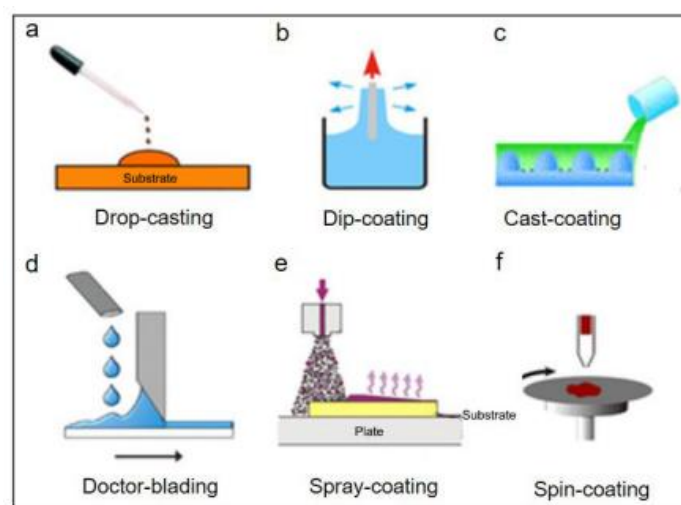 a
b
c
Substrate
Drop-casting
Dip-coating
Cast-coating
d
e
f
Substrate
Plate
Doctor-blading
Spray-coating
Spin-coating